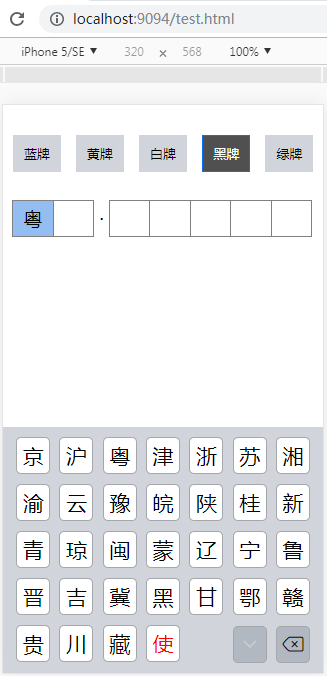 localhost:9094/test.html
iPhone 5/SE ▼ 320 × 568 100% ▼
蓝牌 黄牌 白牌 黑牌 绿牌
粤 ·
京 沪 粤 津 浙 苏 湘
渝 云 豫 皖 陕 桂 新
青 琼 闽 蒙 辽 宁 鲁
晋 吉 冀 黑 甘 鄂 赣
贵 川 藏 使